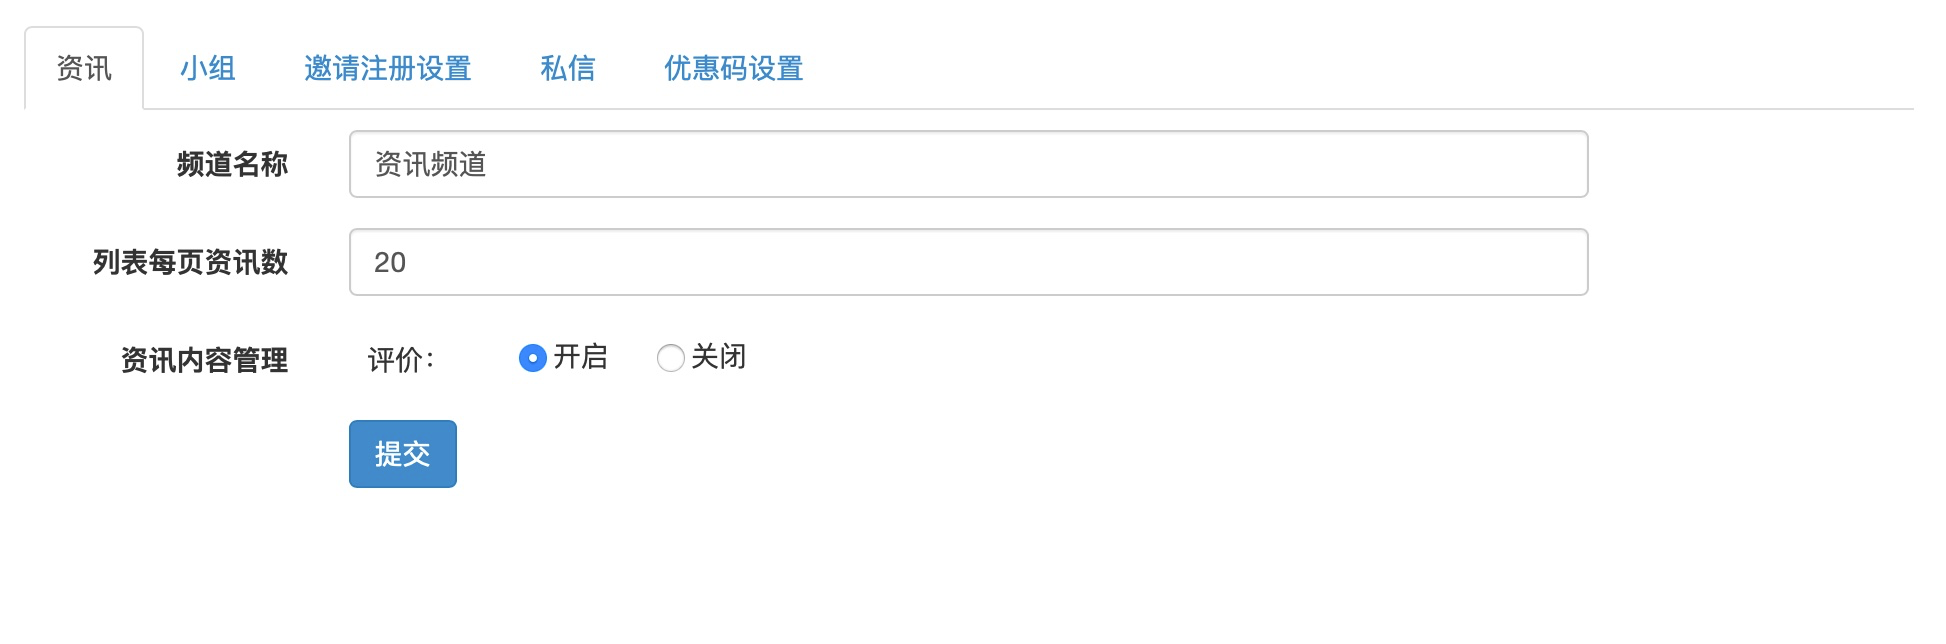 资讯 小组 邀请注册设置 私信 优惠码设置
频道名称 资讯频道
列表每页资讯数 20
资讯内容管理 评价： 开启 关闭
提交